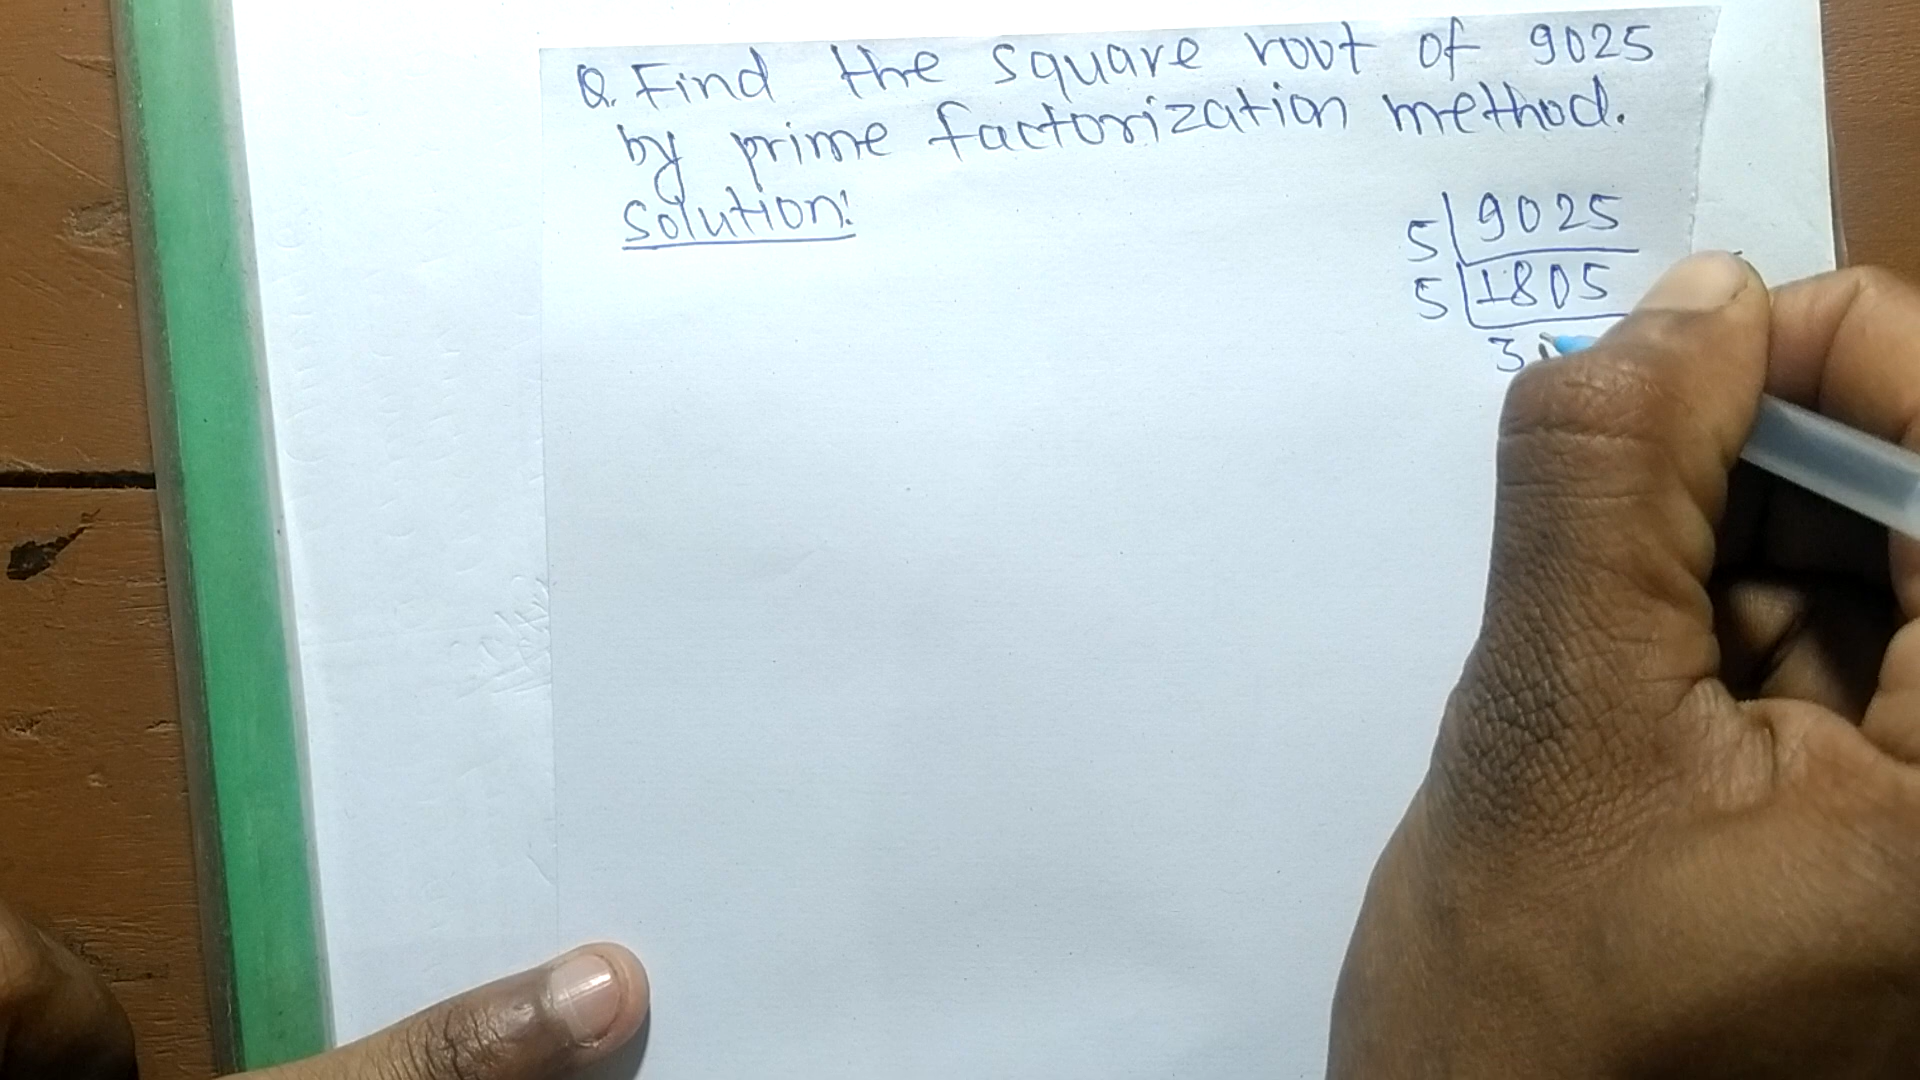 Q. Find the square root of 9025
by prime factorization method.
solution:
5 9025
5 1805
3